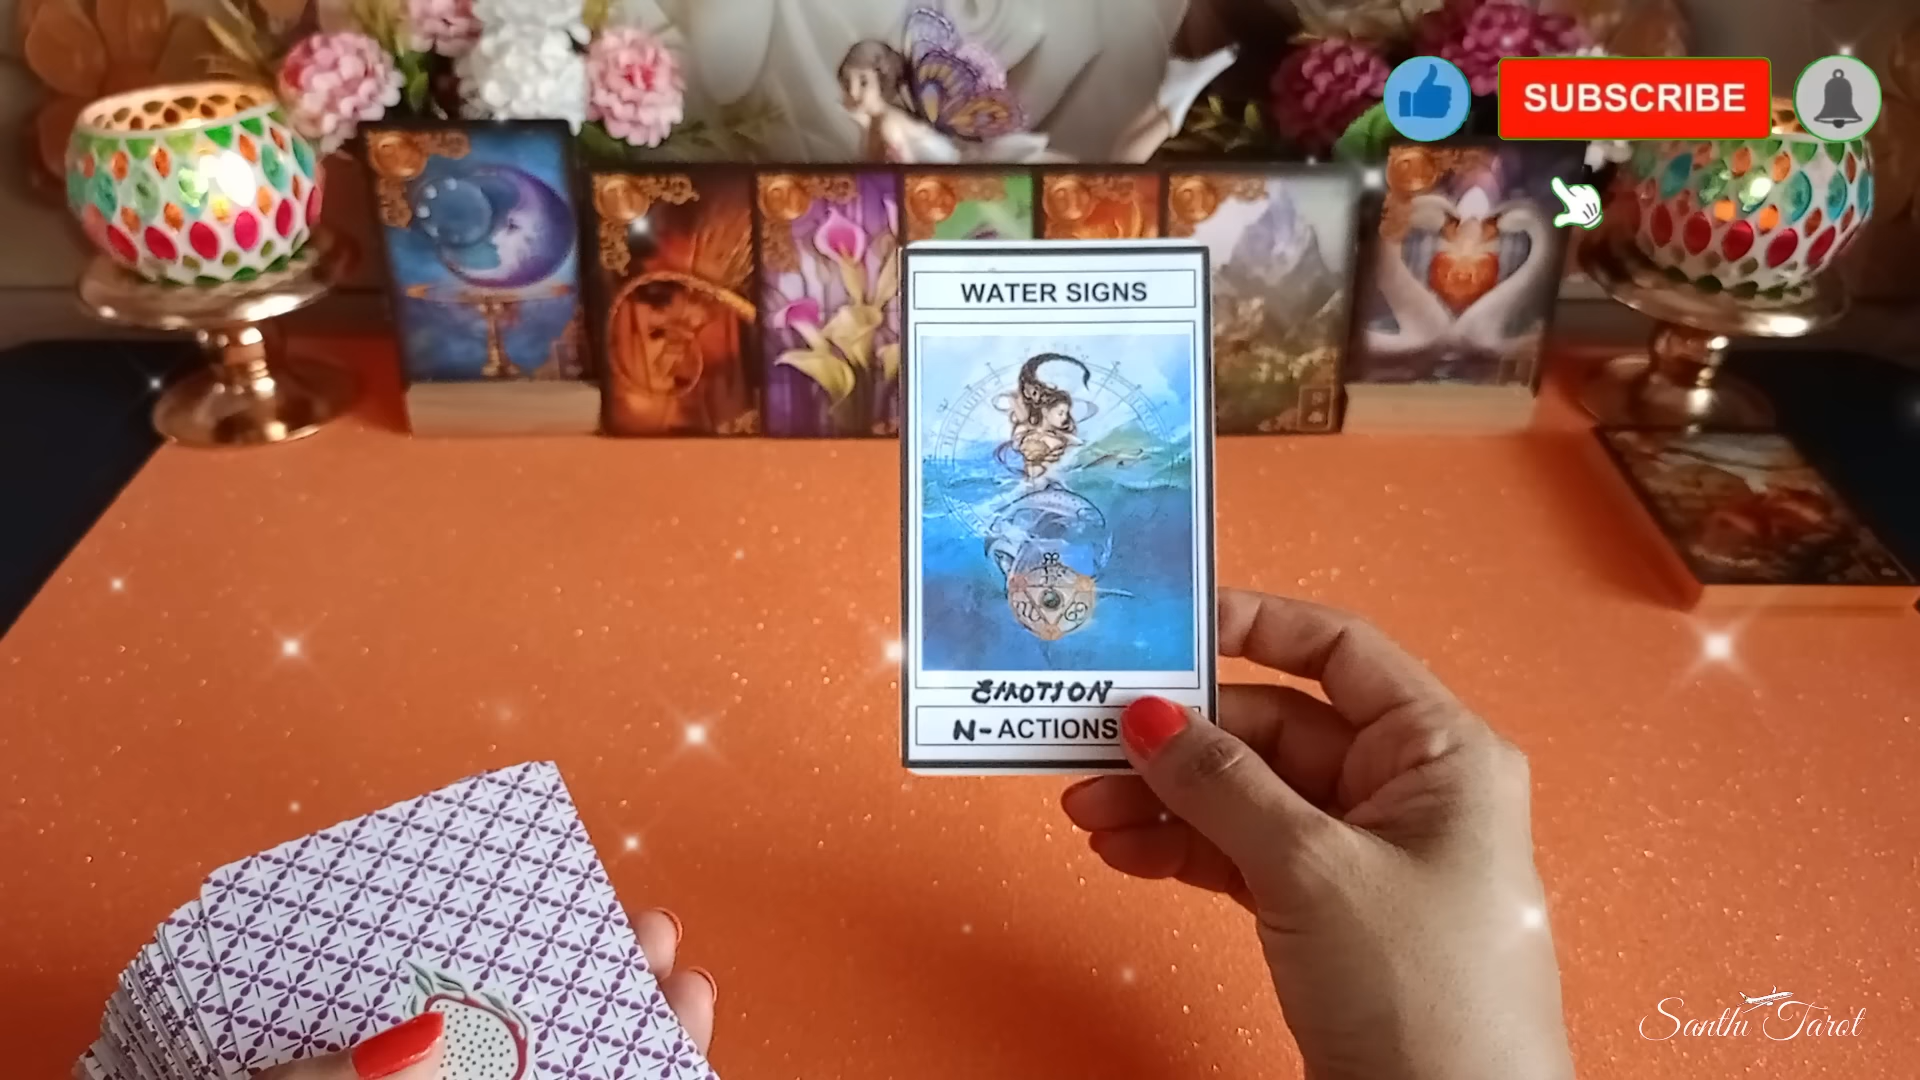 SUBSCRIBE
WATER SIGNS
EMOTION
N-ACTIONS
Santhi Tarot